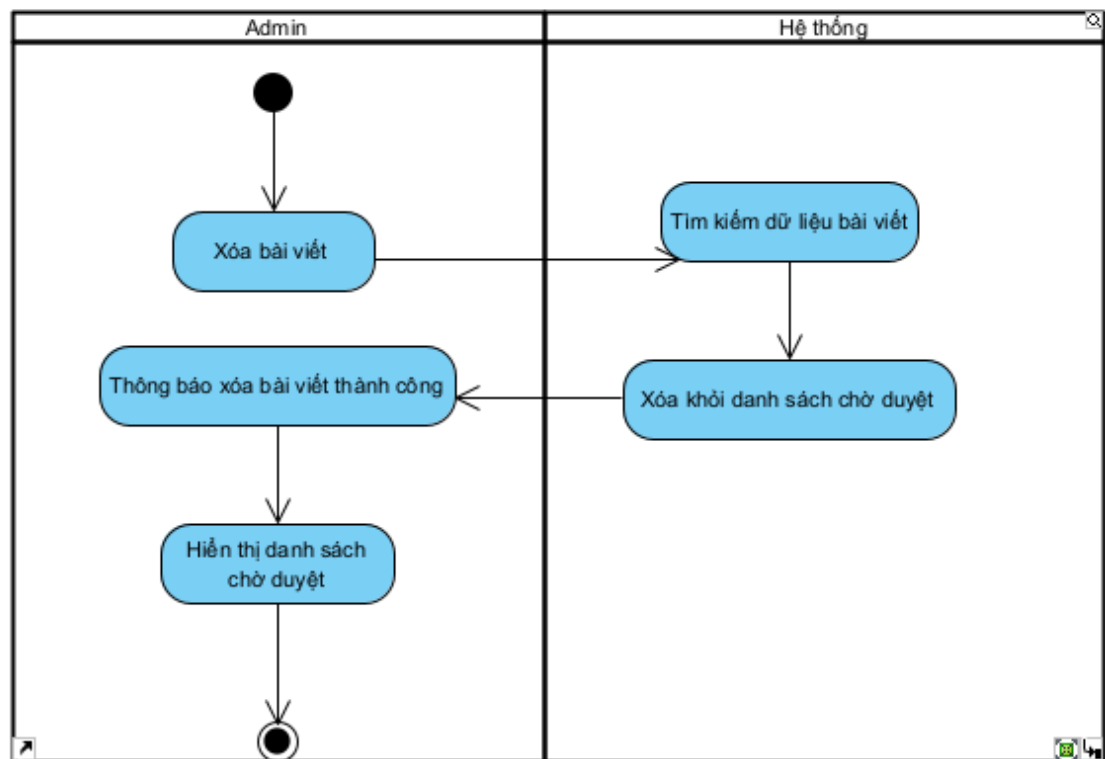 Admin
Hệ thống
Xóa bài viết
Tìm kiếm dữ liệu bài viết
Thông báo xóa bài viết thành công
Xóa khỏi danh sách chờ duyệt
Hiển thị danh sách
chờ duyệt